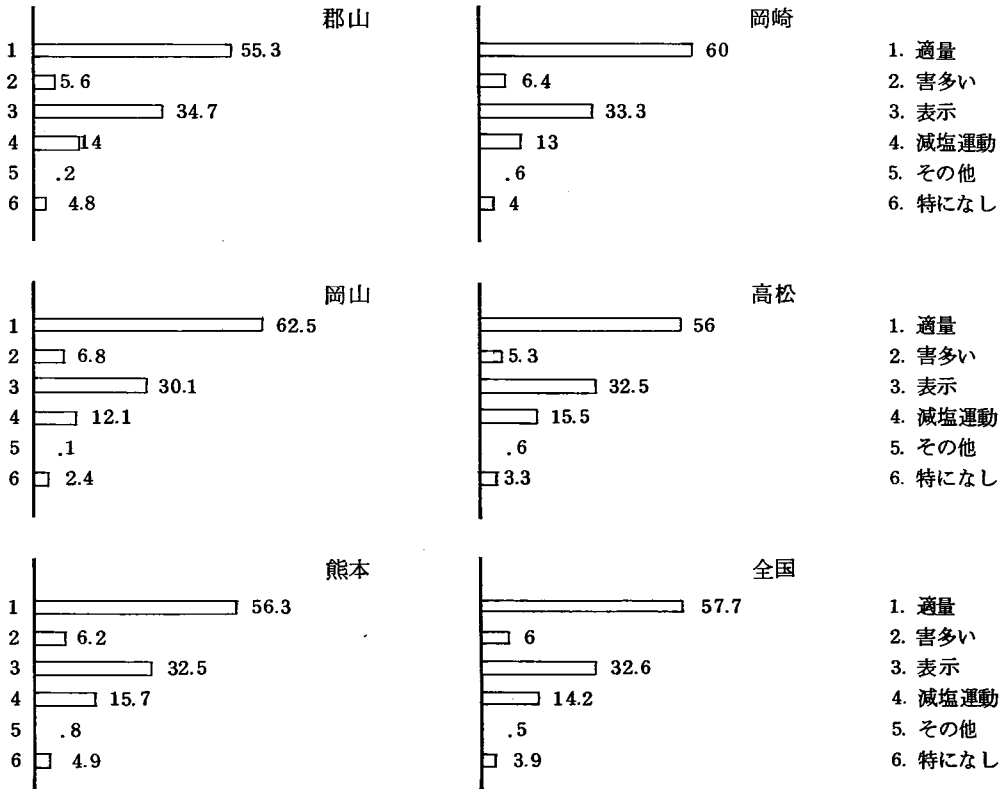 郡山 岡崎
1 55.3 60 1. 適量
2 5.6 6.4 2. 害多い
3 34.7 33.3 3. 表示
4 14 13 4. 減塩運動
5 .2 .6 5. その他
6 4.8 4 6. 特になし
岡山 高松
1 62.5 56 1. 適量
2 6.8 5.3 2. 害多い
3 30.1 32.5 3. 表示
4 12.1 15.5 4. 減塩運動
5 .1 .6 5. その他
6 2.4 3.3 6. 特になし
熊本 全国
1 56.3 57.7 1. 適量
2 6.2 6 2. 害多い
3 32.5 32.6 3. 表示
4 15.7 14.2 4. 減塩運動
5 .8 .5 5. その他
6 4.9 3.9 6. 特になし